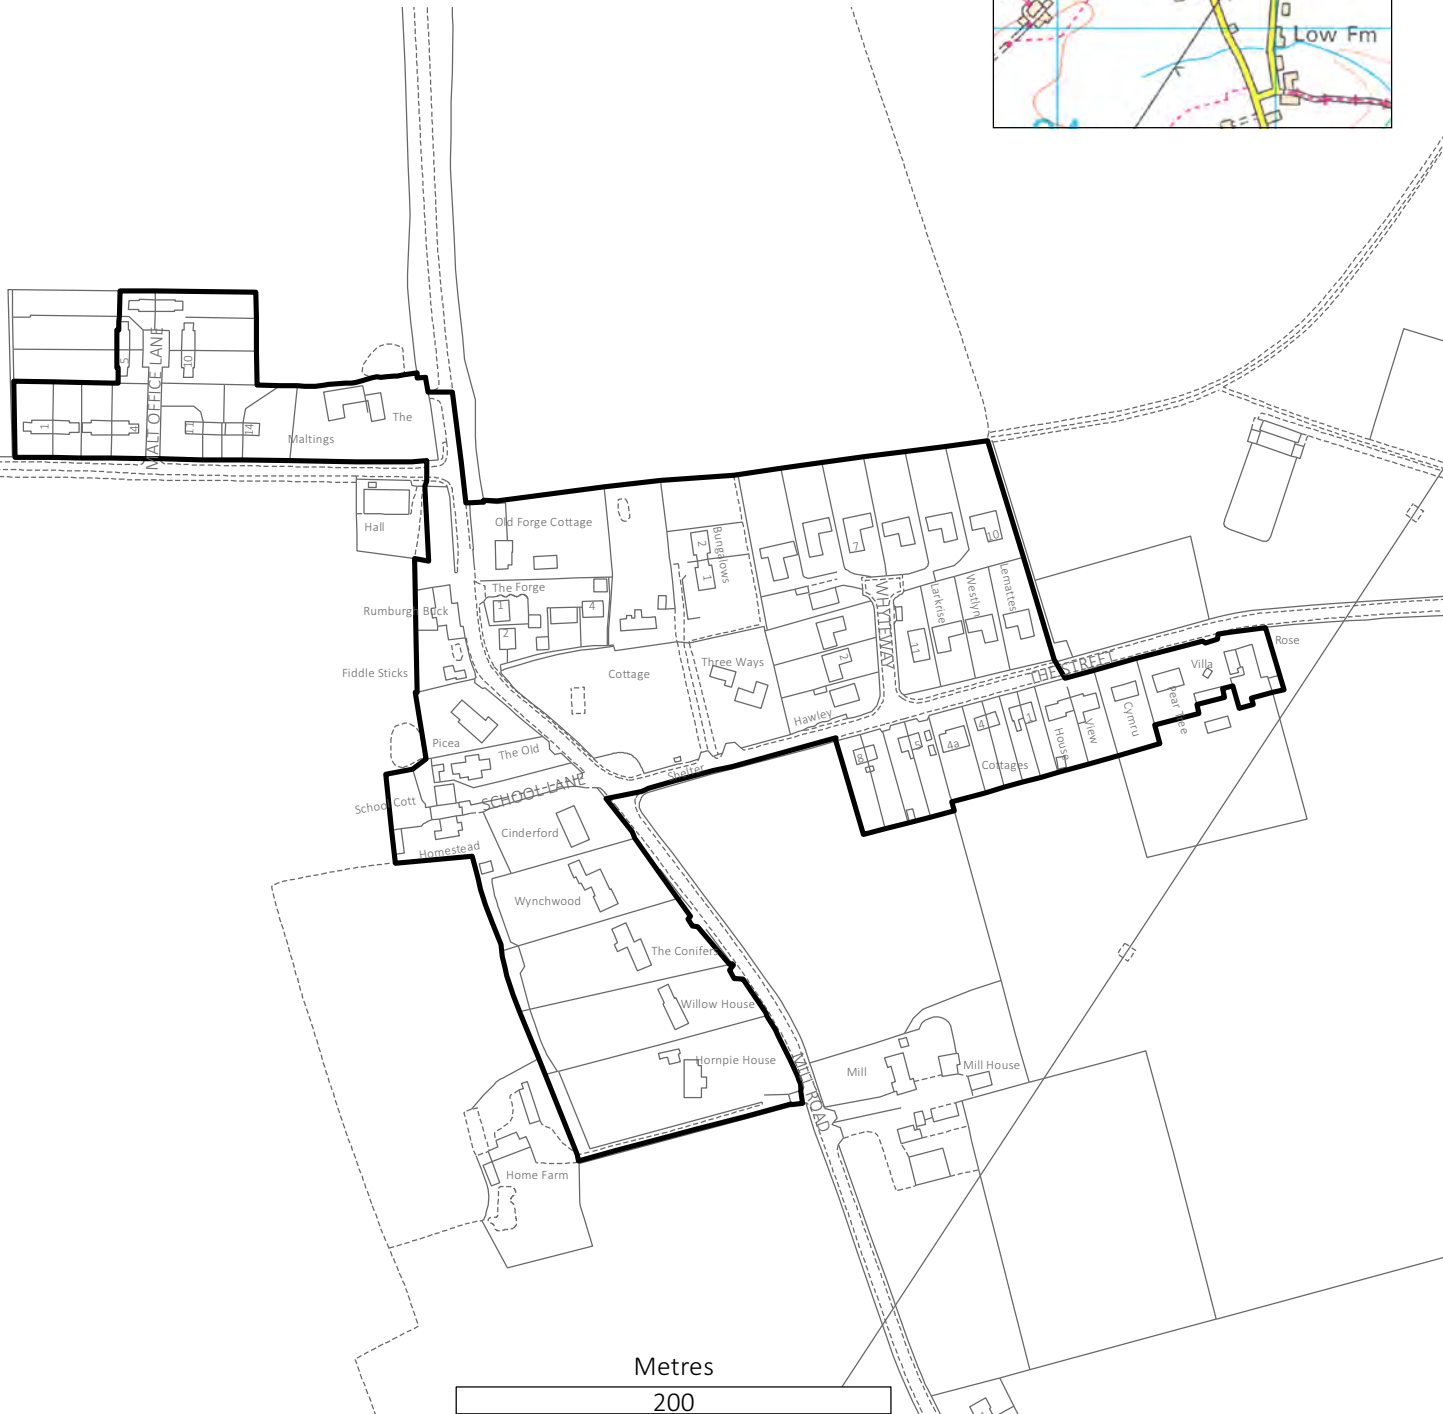 Low Fm
MALTOFFICE LANE
5
10
1
4
11
14
The
Maltings
Hall
Old Forge Cottage
The Forge
1
4
2
Bungalows
2
1
7
10
Rumburgh Buck
WHYTEWAY
Larkrise
Westlyn
Lemattes
11
Fiddle Sticks
Cottage
Three Ways
2
THE STREET
Rose
Villa
Pear Tree
Cymru
View
House
Hawley
Picea
The Old
Shelter
8
5
4a
4
1
Cottages
School Cott
SCHOOL LANE
Cinderford
Homestead
Wynchwood
The Conifers
Willow House
Hornpie House
MILL ROAD
Mill
Mill House
Home Farm
Metres
200